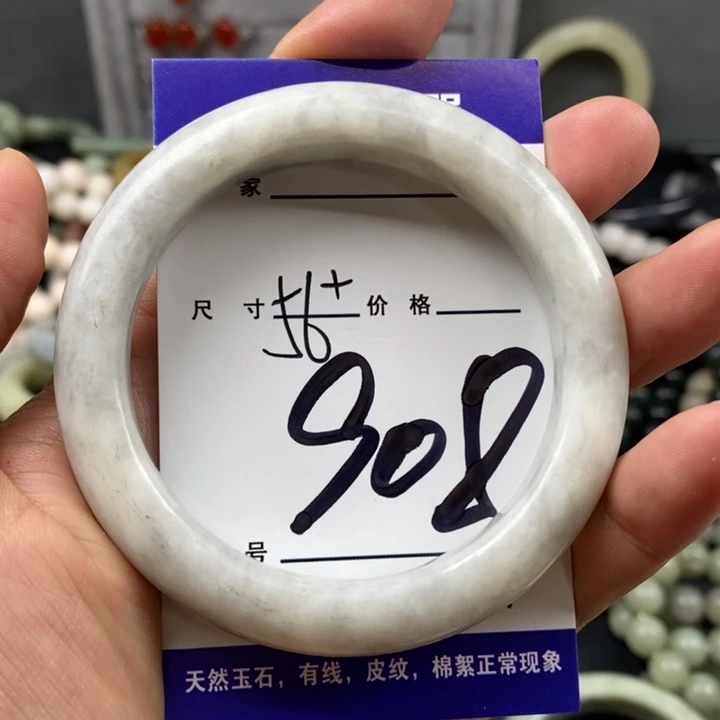 家
尺 寸 56+ 价 格
908
号
天然玉石，有线，皮纹，棉絮正常现象